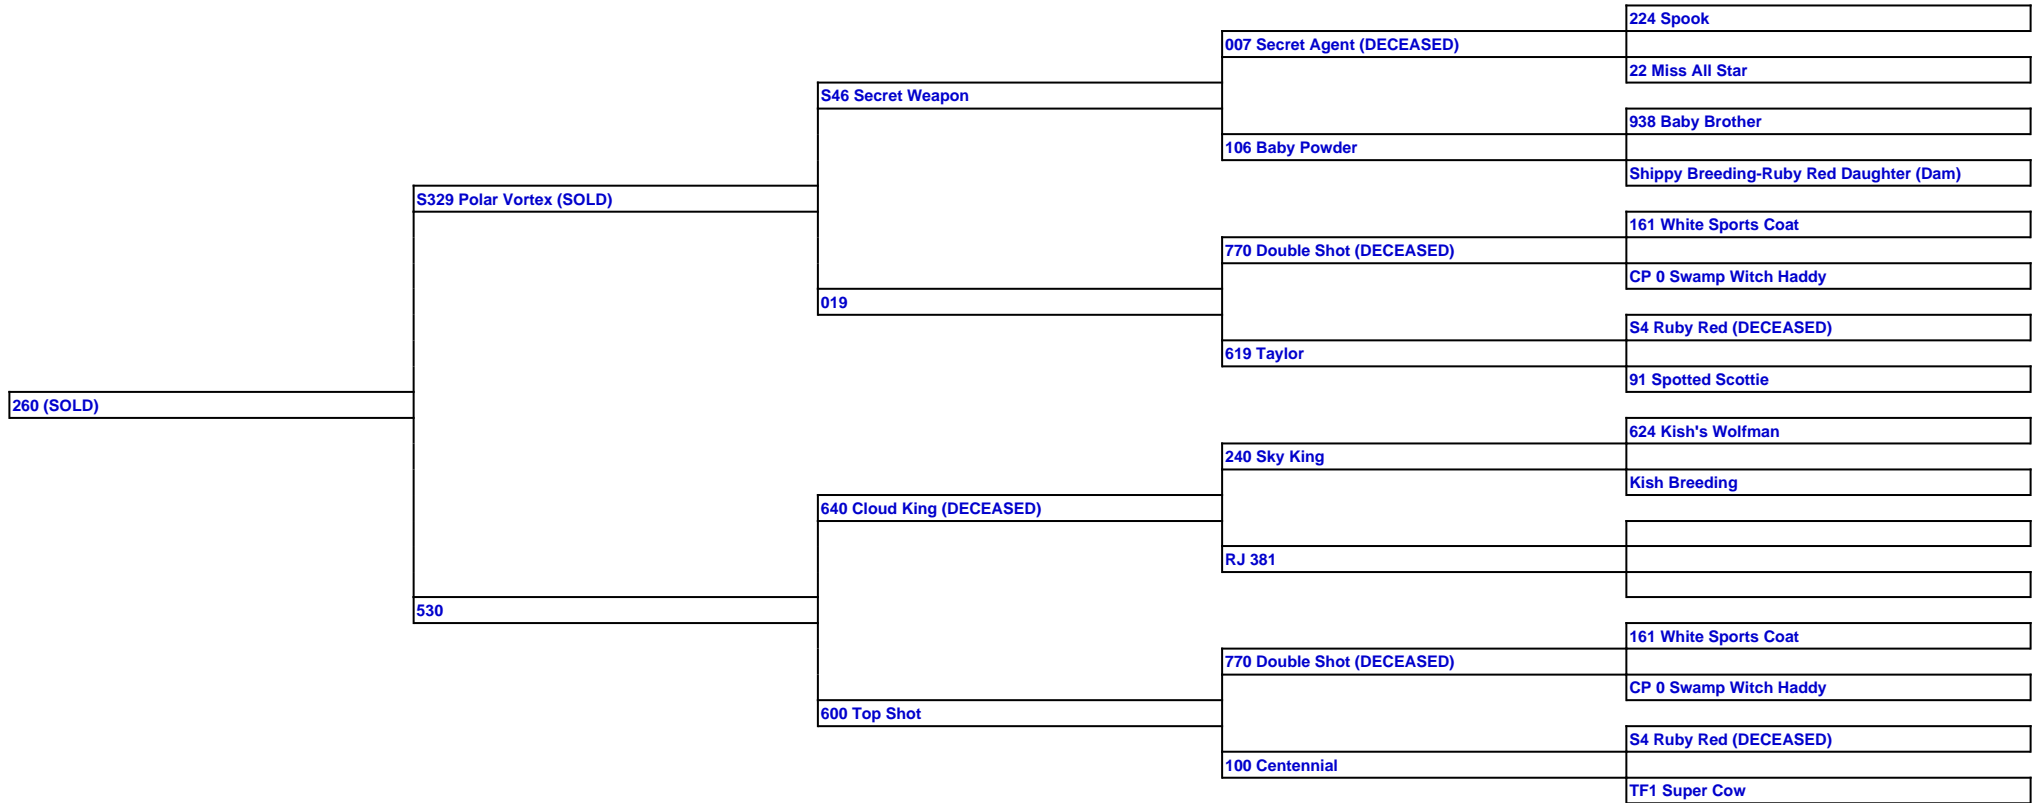 224 Spook
007 Secret Agent (DECEASED)
22 Miss All Star
S46 Secret Weapon
938 Baby Brother
106 Baby Powder
Shippy Breeding-Ruby Red Daughter (Dam)
S329 Polar Vortex (SOLD)
161 White Sports Coat
770 Double Shot (DECEASED)
CP 0 Swamp Witch Haddy
019
S4 Ruby Red (DECEASED)
619 Taylor
91 Spotted Scottie
260 (SOLD)
624 Kish's Wolfman
240 Sky King
Kish Breeding
640 Cloud King (DECEASED)
RJ 381
530
161 White Sports Coat
770 Double Shot (DECEASED)
CP 0 Swamp Witch Haddy
600 Top Shot
S4 Ruby Red (DECEASED)
100 Centennial
TF1 Super Cow